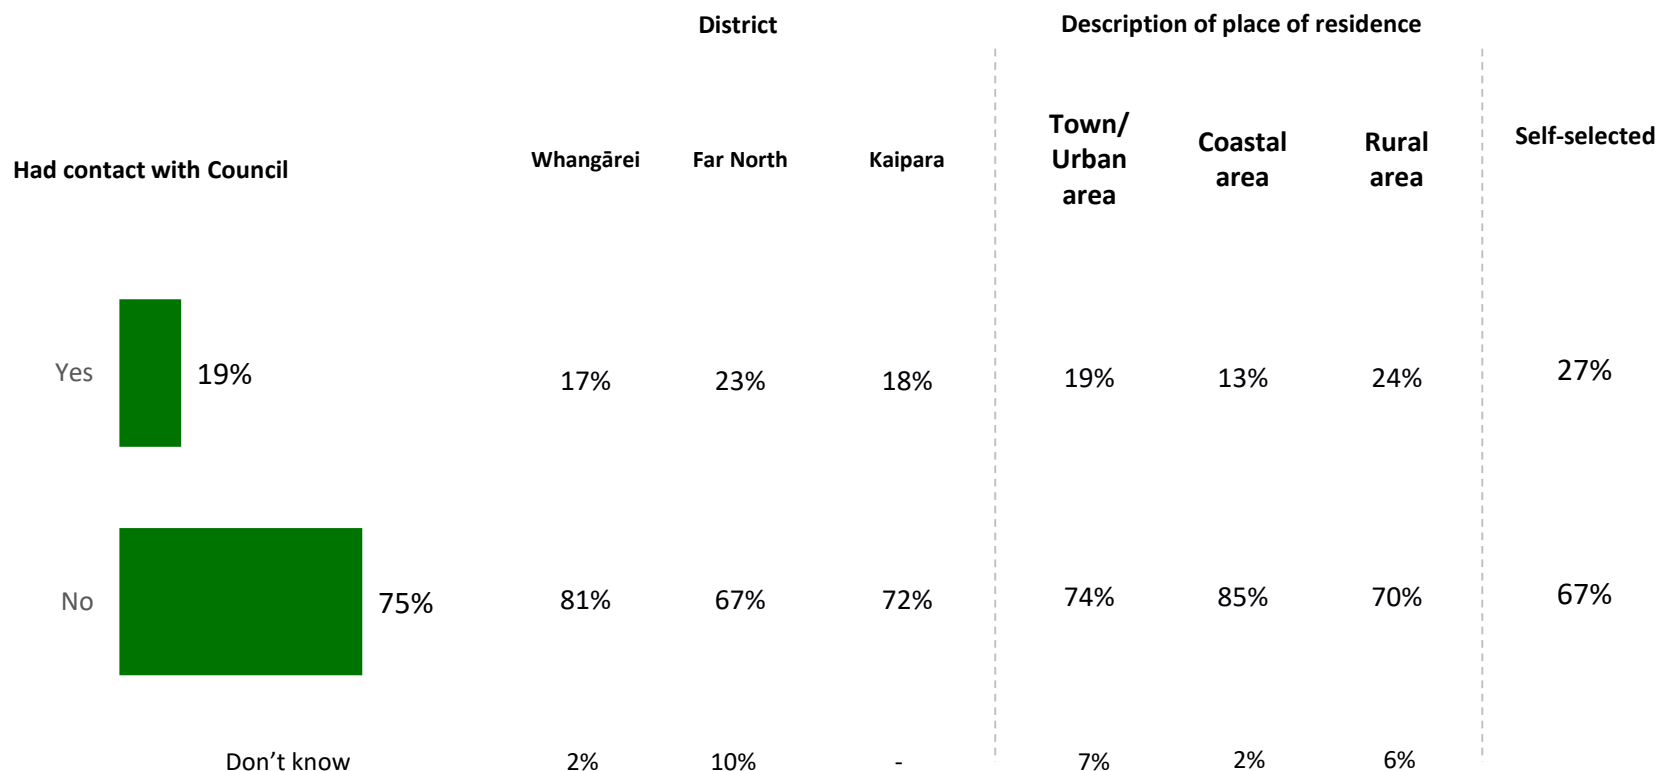 District
Description of place of residence
Had contact with Council
Whangārei
Far North
Kaipara
Town/
Urban
area
Coastal
area
Rural
area
Self-selected
Yes 19% 17% 23% 18% 19% 13% 24% 27%
No 75% 81% 67% 72% 74% 85% 70% 67%
Don’t know 2% 10% - 7% 2% 6%